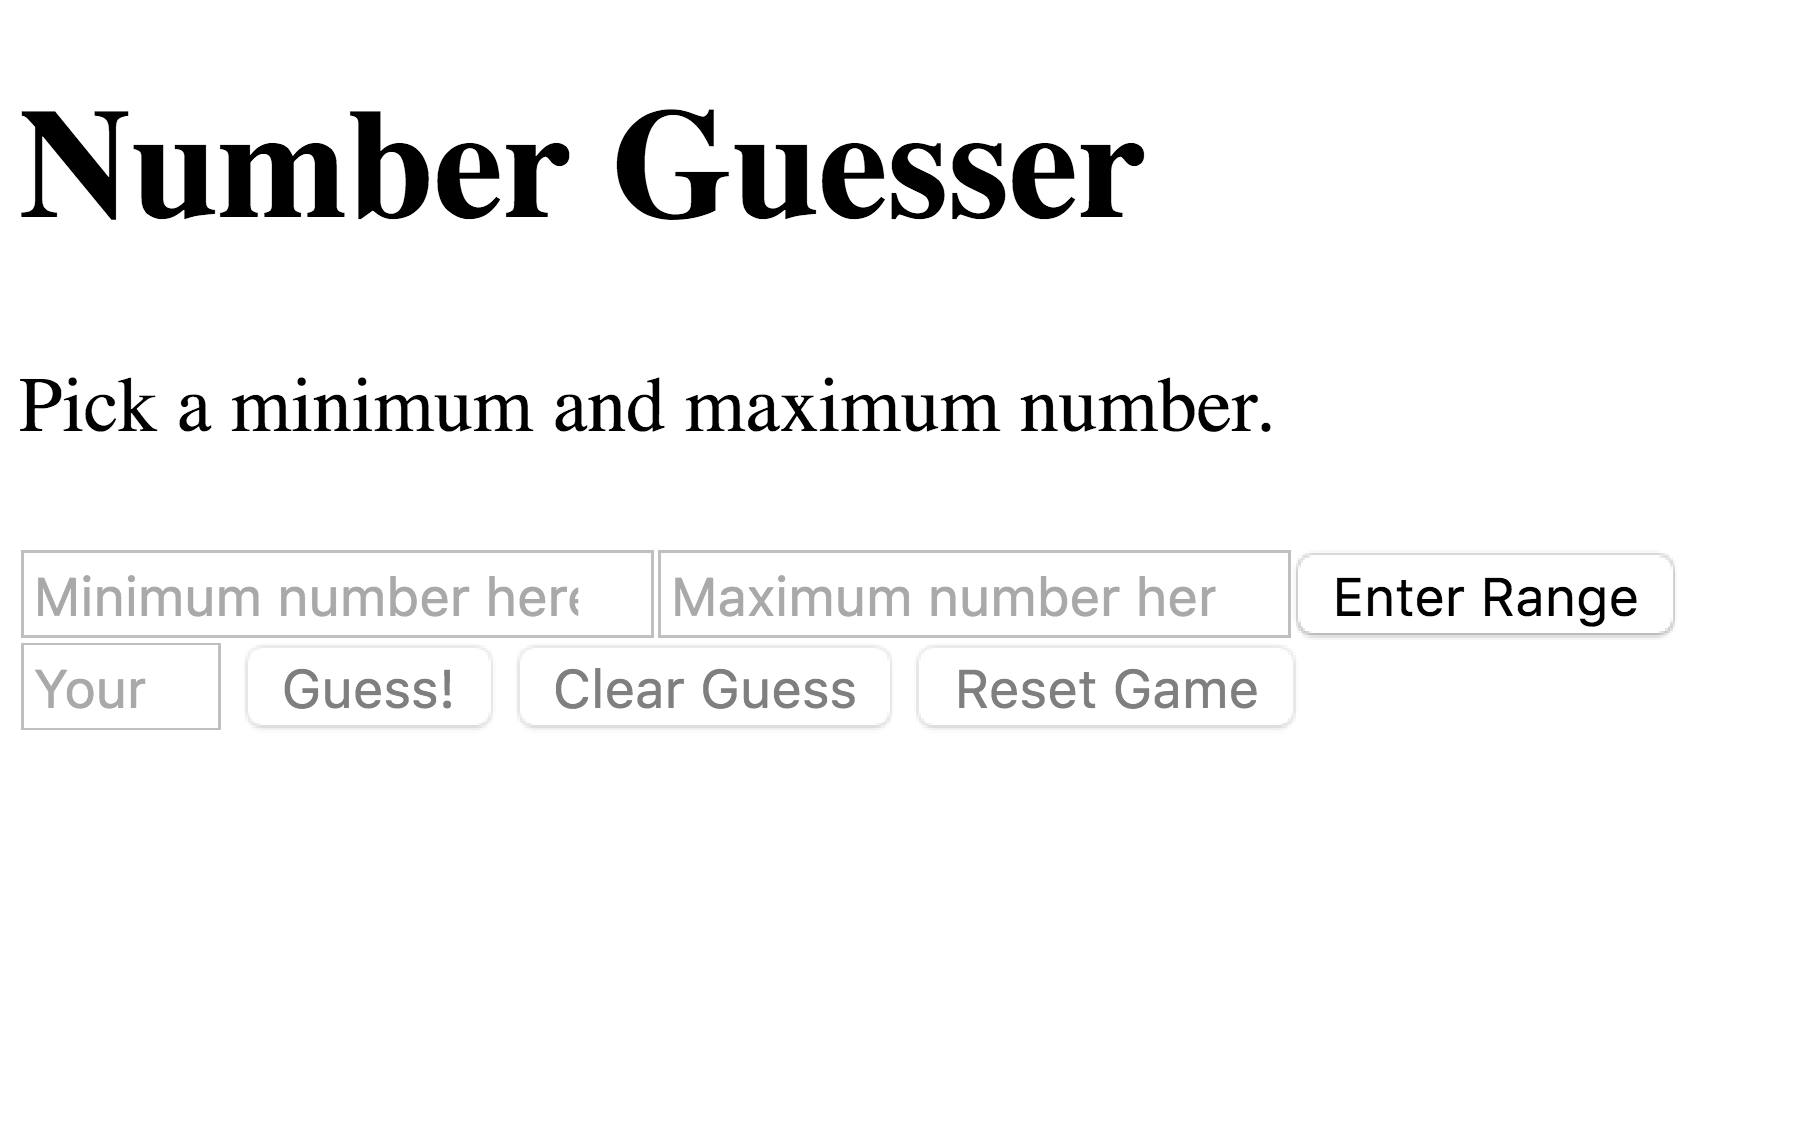 Number Guesser
Pick a minimum and maximum number.
Minimum number here Maximum number her Enter Range
Your Guess! Clear Guess Reset Game